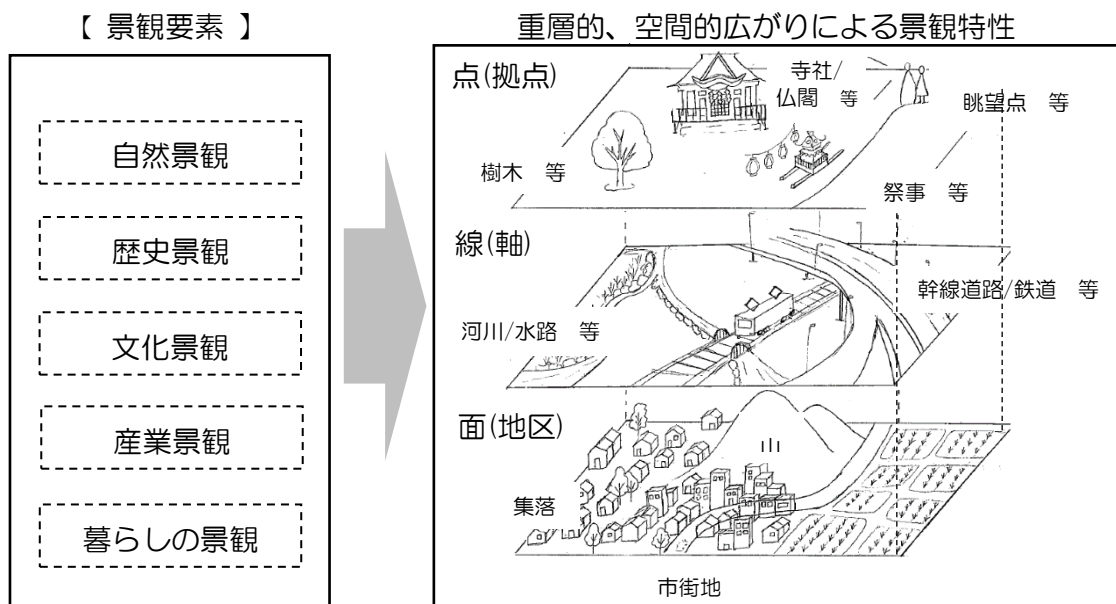 【 景観要素 】
自然景観
歴史景観
文化景観
産業景観
暮らしの景観
重層的、空間的広がりによる景観特性
点(拠点)
寺社/
仏閣 等
眺望点 等
樹木 等
祭事 等
線(軸)
幹線道路/鉄道 等
河川/水路 等
面(地区)
山
集落
市街地